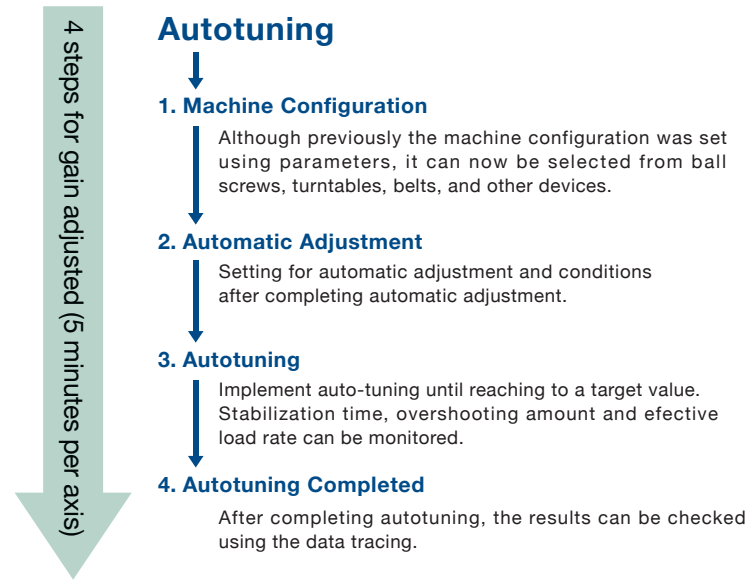 4 steps for gain adjusted (5 minutes per axis)
Autotuning
1. Machine Configuration
Although previously the machine configuration was set
using parameters, it can now be selected from ball
screws, turntables, belts, and other devices.
2. Automatic Adjustment
Setting for automatic adjustment and conditions
after completing automatic adjustment.
3. Autotuning
Implement auto-tuning until reaching to a target value.
Stabilization time, overshooting amount and efective
load rate can be monitored.
4. Autotuning Completed
After completing autotuning, the results can be checked
using the data tracing.